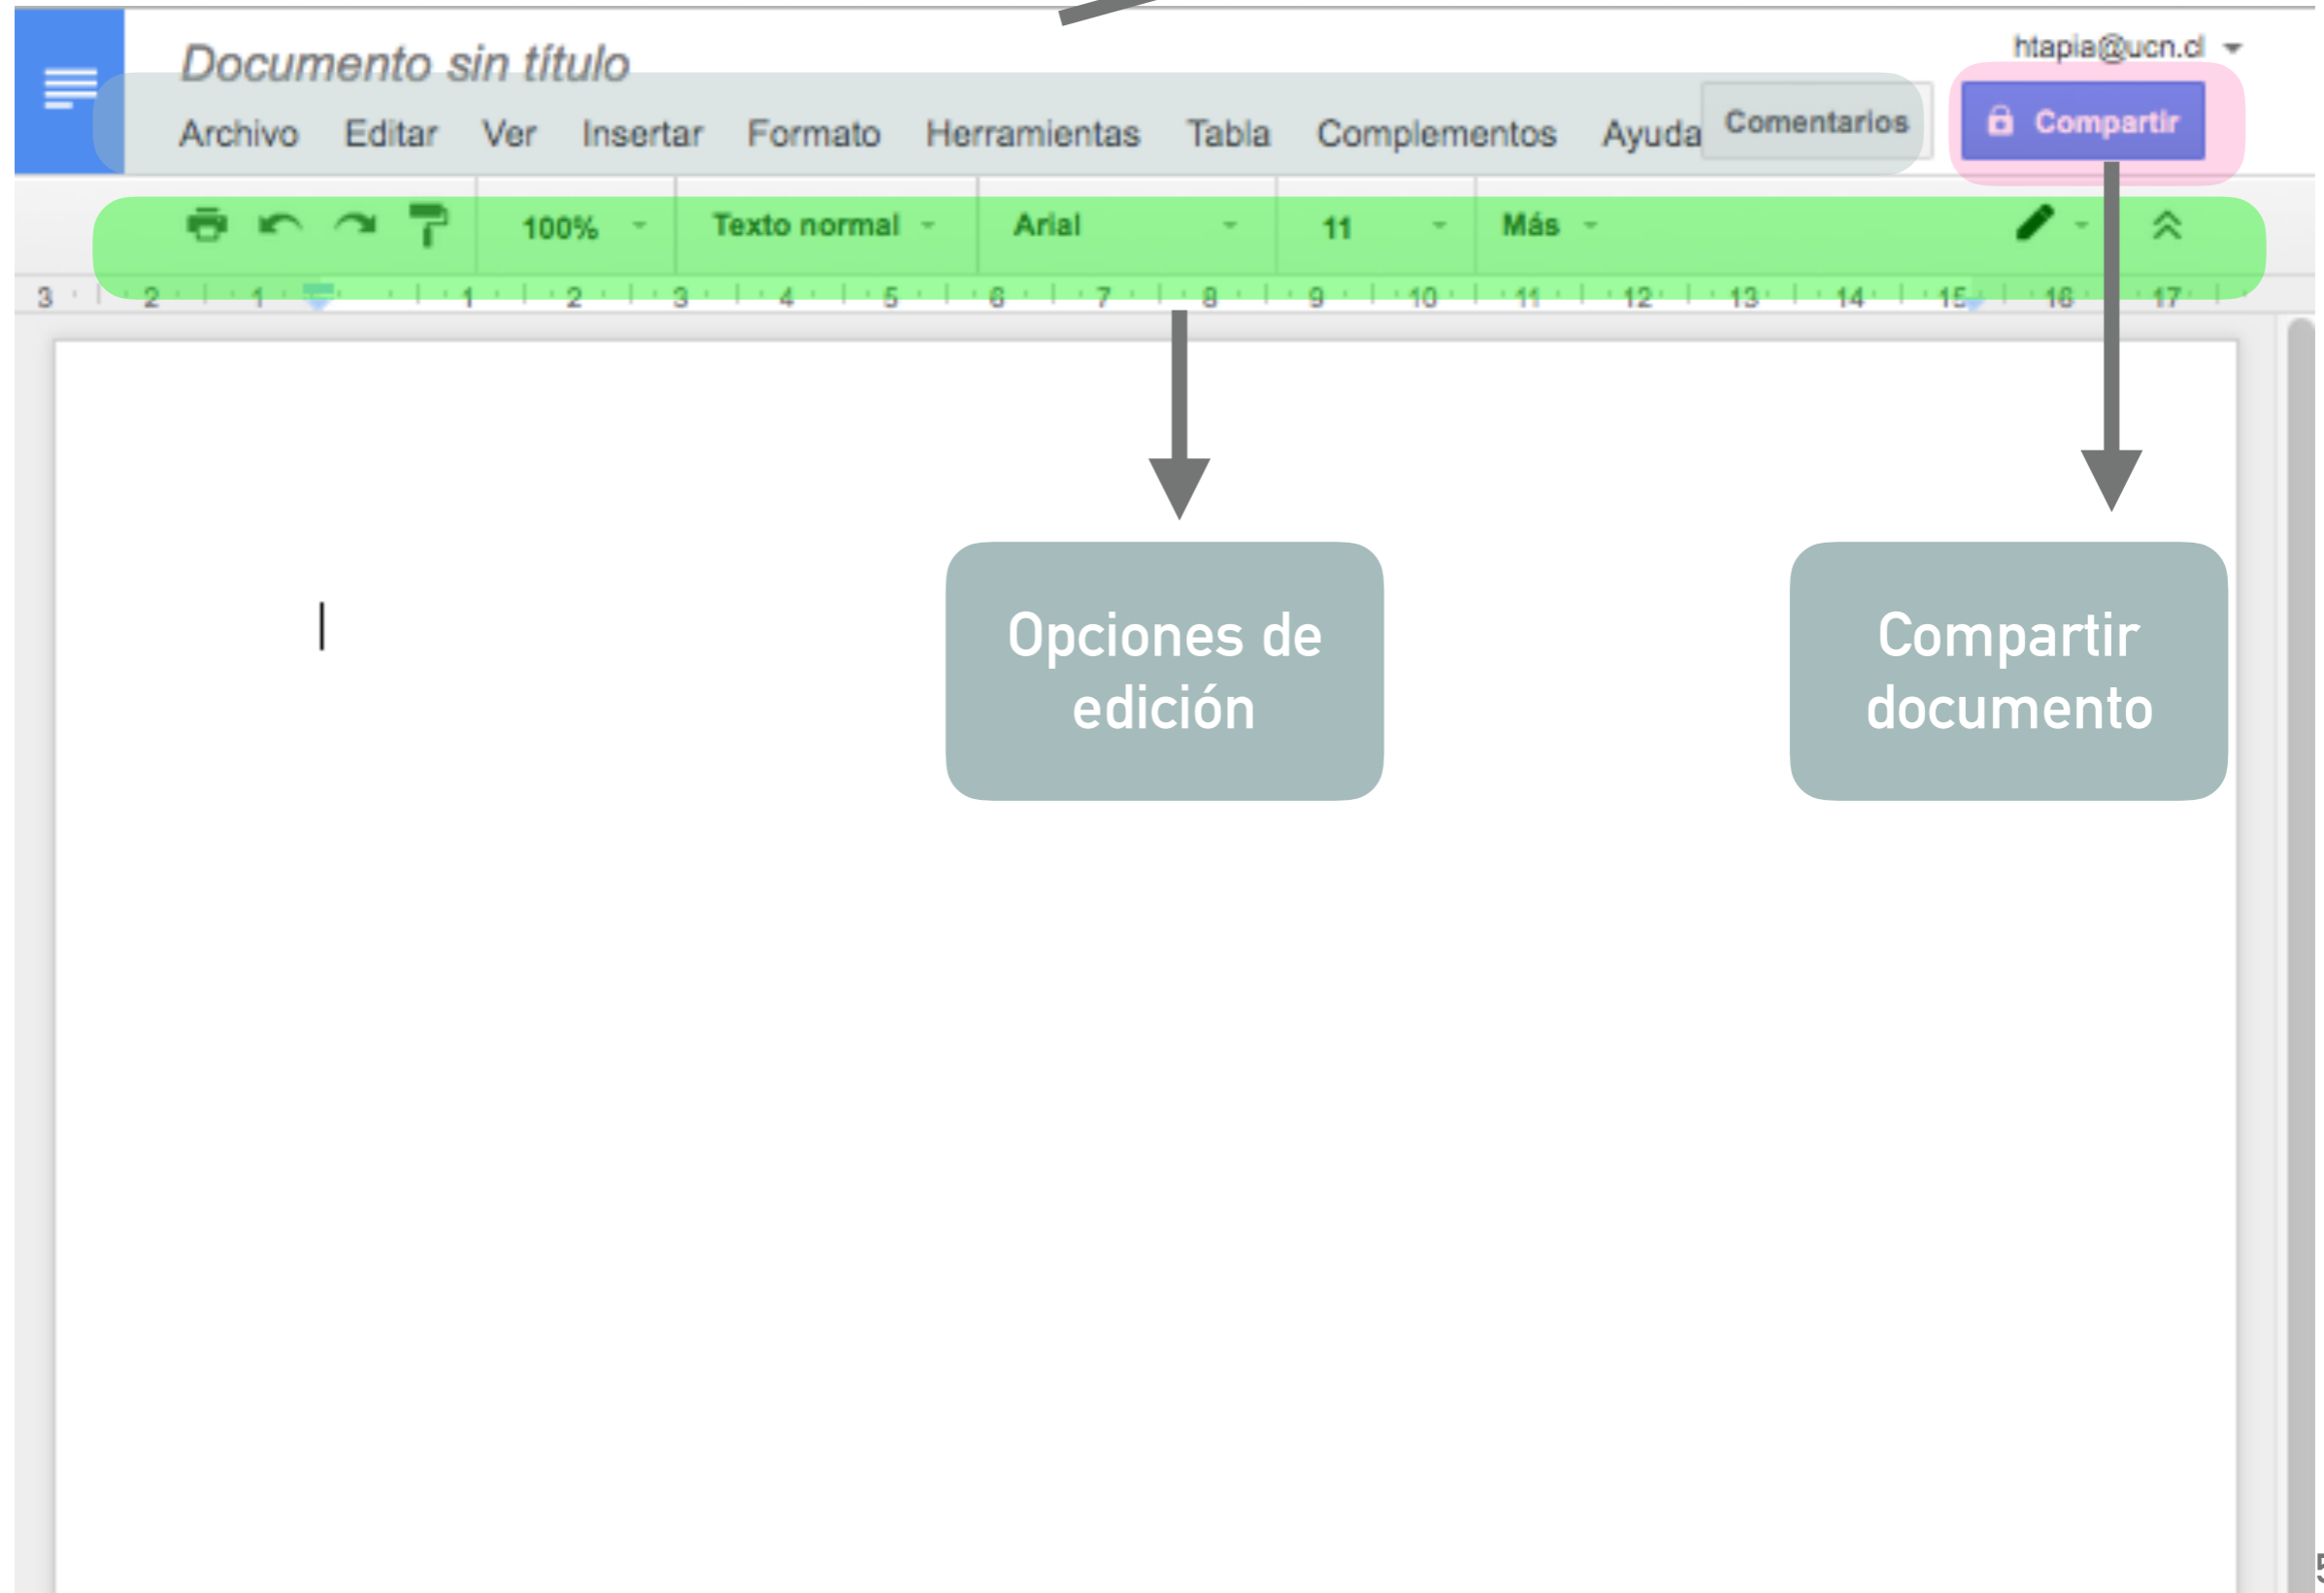 htapia@ucn.cl
Documento sin título
Archivo Editar Ver Insertar Formato Herramientas Tabla Complementos Ayuda Comentarios Compartir
100% Texto normal Arial 11 Más
3 2 1 1 2 3 4 5 6 7 8 9 10 11 12 13 14 15 16 17
Opciones de
edición
Compartir
documento